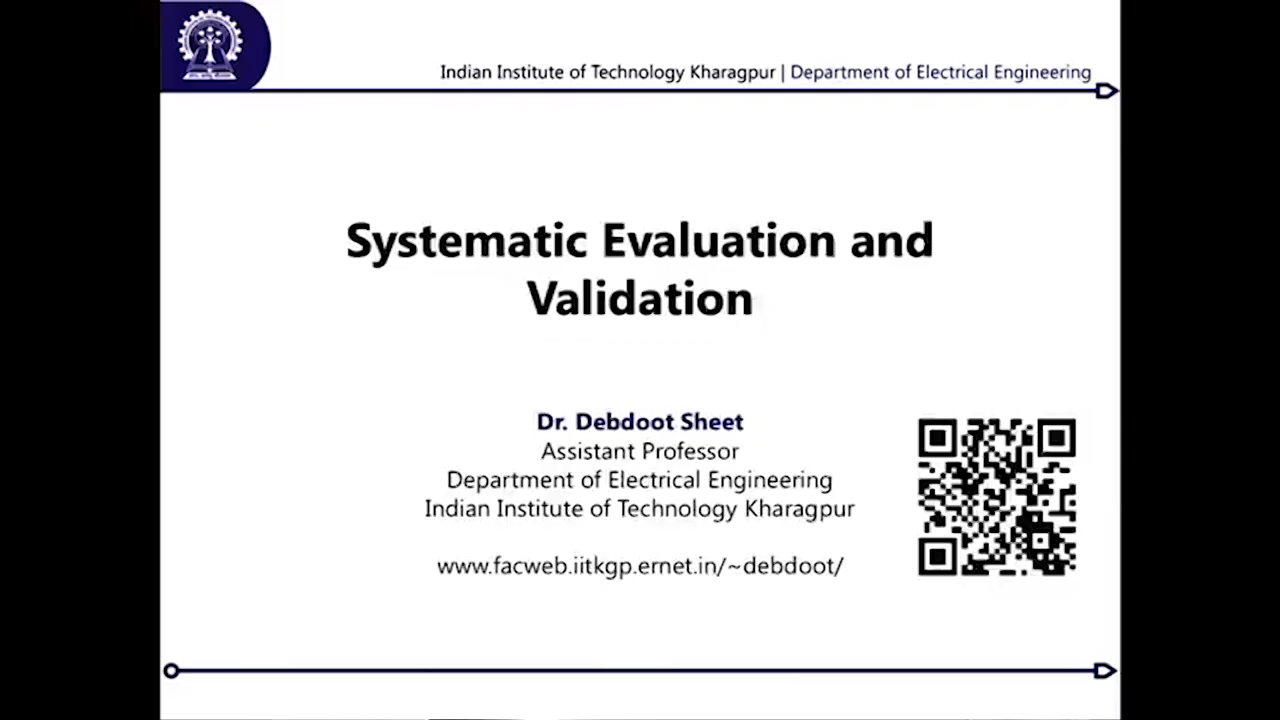 Indian Institute of Technology Kharagpur | Department of Electrical Engineering
Systematic Evaluation and
Validation
Dr. Debdoot Sheet
Assistant Professor
Department of Electrical Engineering
Indian Institute of Technology Kharagpur
www.facweb.iitkgp.ernet.in/~debdoot/